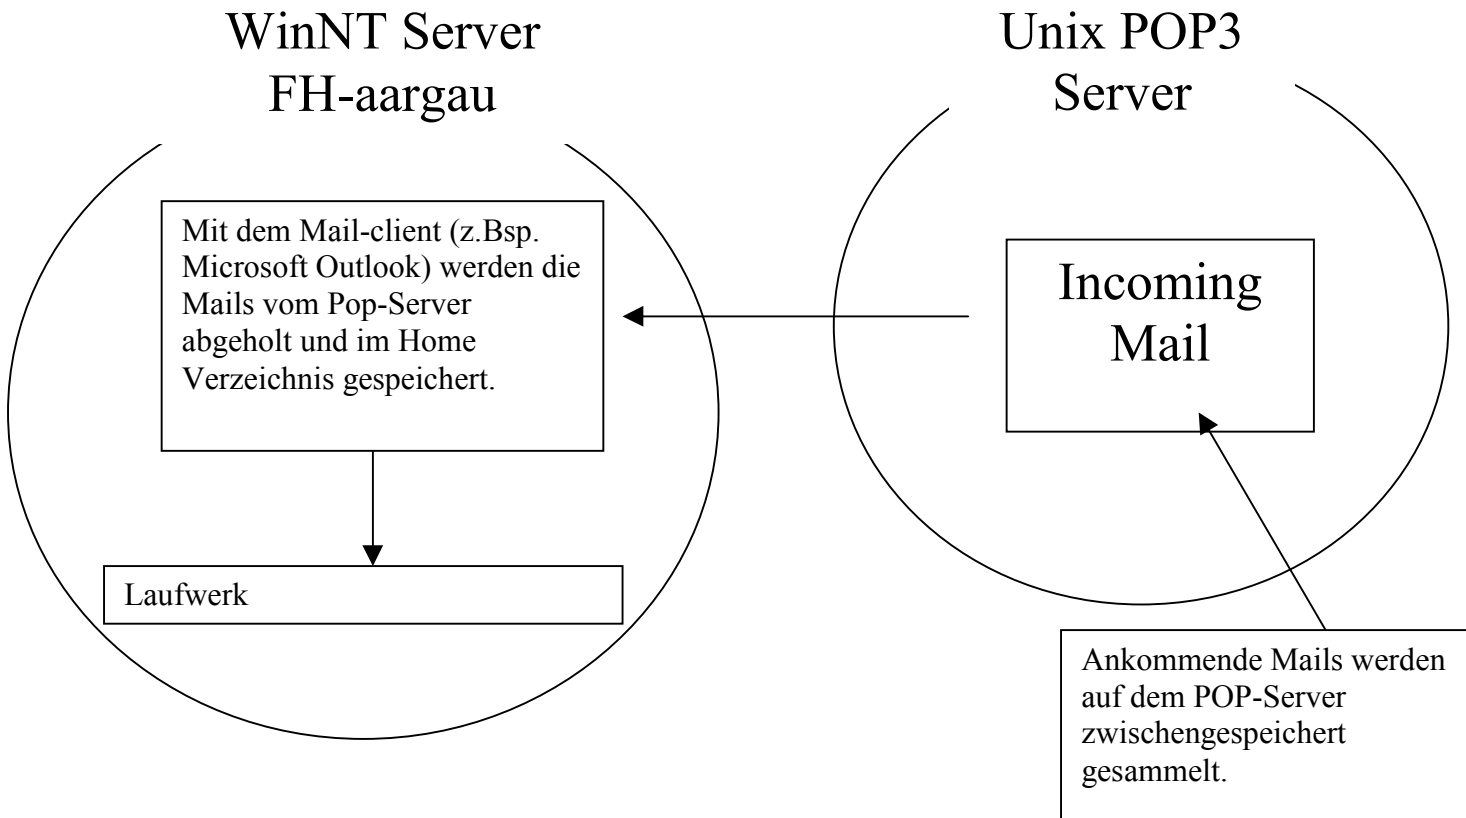 WinNT Server
FH-aargau
Unix POP3
Server
Mit dem Mail-client (z.Bsp.
Microsoft Outlook) werden die
Mails vom Pop-Server
abgeholt und im Home
Verzeichnis gespeichert.
Incoming
Mail
Laufwerk
Ankommende Mails werden
auf dem POP-Server
zwischengespeichert
gesammelt.